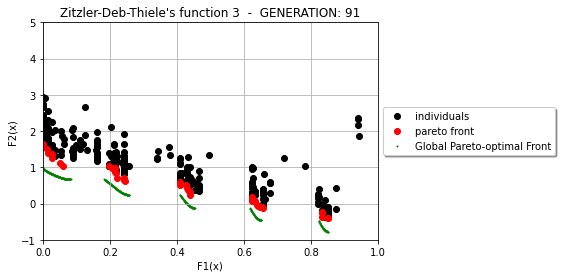 Zitzler-Deb-Thiele's function 3 - GENERATION: 91
5
4
3
2
1
0
−1
F2(x)
0.0 0.2 0.4 0.6 0.8 1.0
F1(x)
individuals
pareto front
Global Pareto-optimal Front